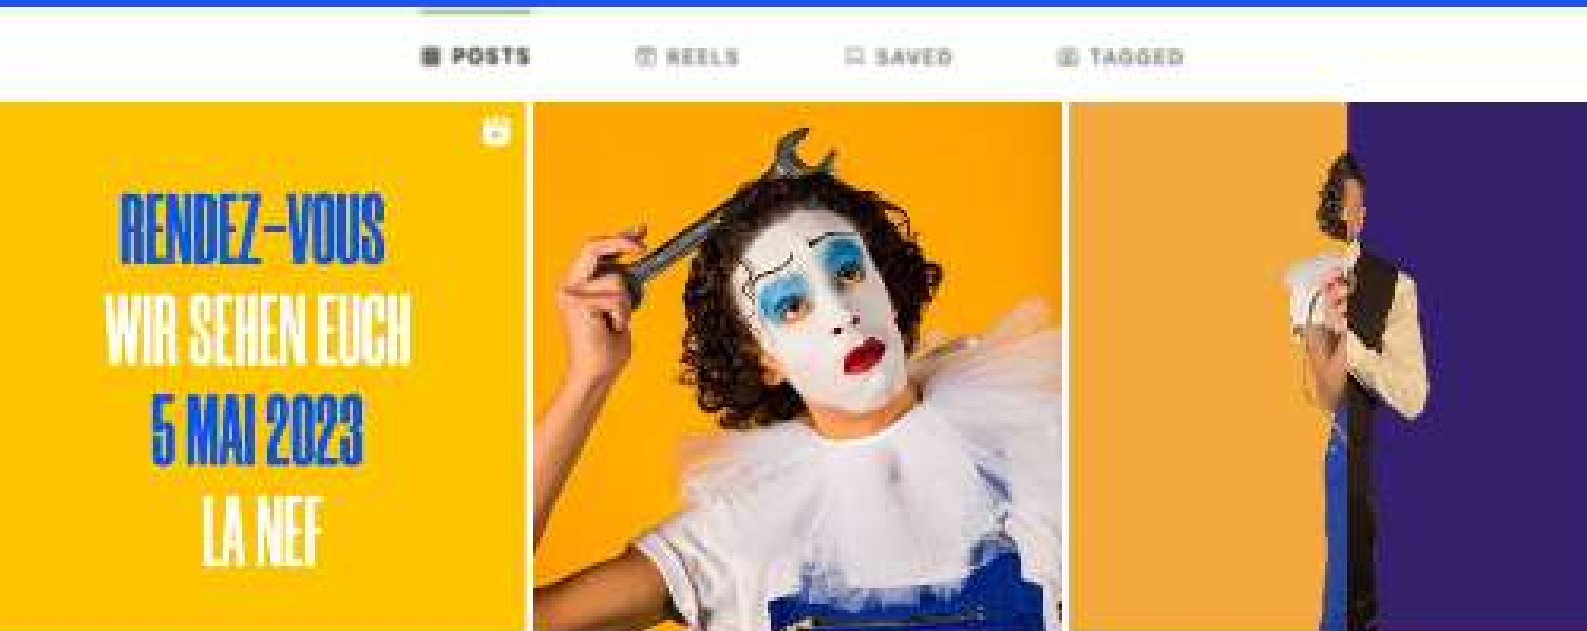 POSTS REELS SAVED TAGGED
RENDEZ-VOUS
WIR SEHEN EUCH
5 MAI 2023
LA NEF